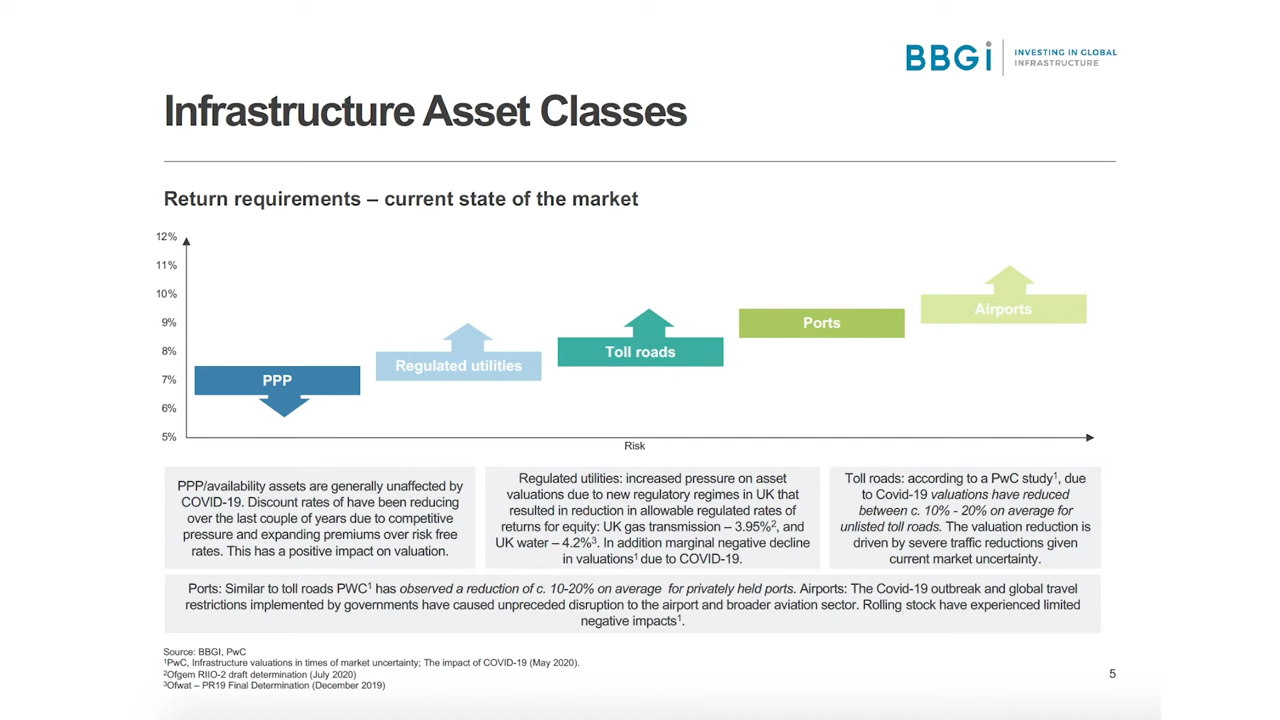 BBGi INVESTING IN GLOBAL
INFRASTRUCTURE
Infrastructure Asset Classes
Return requirements – current state of the market
12%
11%
10%
9%
8%
7%
6%
5%
PPP
Regulated utilities
Toll roads
Ports
Airports
Risk
PPP/availability assets are generally unaffected by
COVID-19. Discount rates of have been reducing
over the last couple of years due to competitive
pressure and expanding premiums over risk free
rates. This has a positive impact on valuation.
Regulated utilities: increased pressure on asset
valuations due to new regulatory regimes in UK that
resulted in reduction in allowable regulated rates of
returns for equity: UK gas transmission – 3.95%², and
UK water – 4.2%³. In addition marginal negative decline
in valuations¹ due to COVID-19.
Toll roads: according to a PwC study¹, due
to Covid-19 valuations have reduced
between c. 10% - 20% on average for
unlisted toll roads. The valuation reduction is
driven by severe traffic reductions given
current market uncertainty.
Ports: Similar to toll roads PWC¹ has observed a reduction of c. 10-20% on average for privately held ports. Airports: The Covid-19 outbreak and global travel
restrictions implemented by governments have caused unpreceded disruption to the airport and broader aviation sector. Rolling stock have experienced limited
negative impacts¹.
Source: BBGI, PwC
¹PwC, Infrastructure valuations in times of market uncertainty; The impact of COVID-19 (May 2020).
²Ofgem RIIO-2 draft determination (July 2020)
³Ofwat – PR19 Final Determination (December 2019)
5